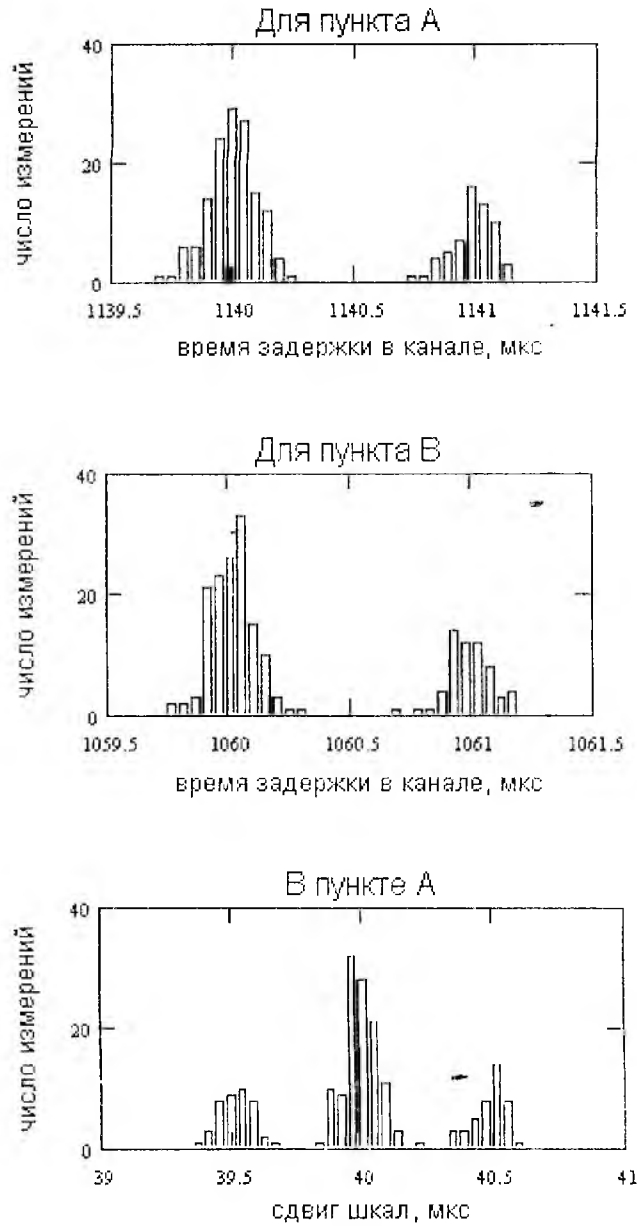 Для пункта А
число измерений
40
20
0
1139.5 1140 1140.5 1141 1141.5
время задержки в канале, мкс
Для пункта В
число измерений
40
20
0
1059.5 1060 1060.5 1061 1061.5
время задержки в канале, мкс
В пункте А
число измерений
40
20
0
39 39.5 40 40.5 41
сдвиг шкал, мкс